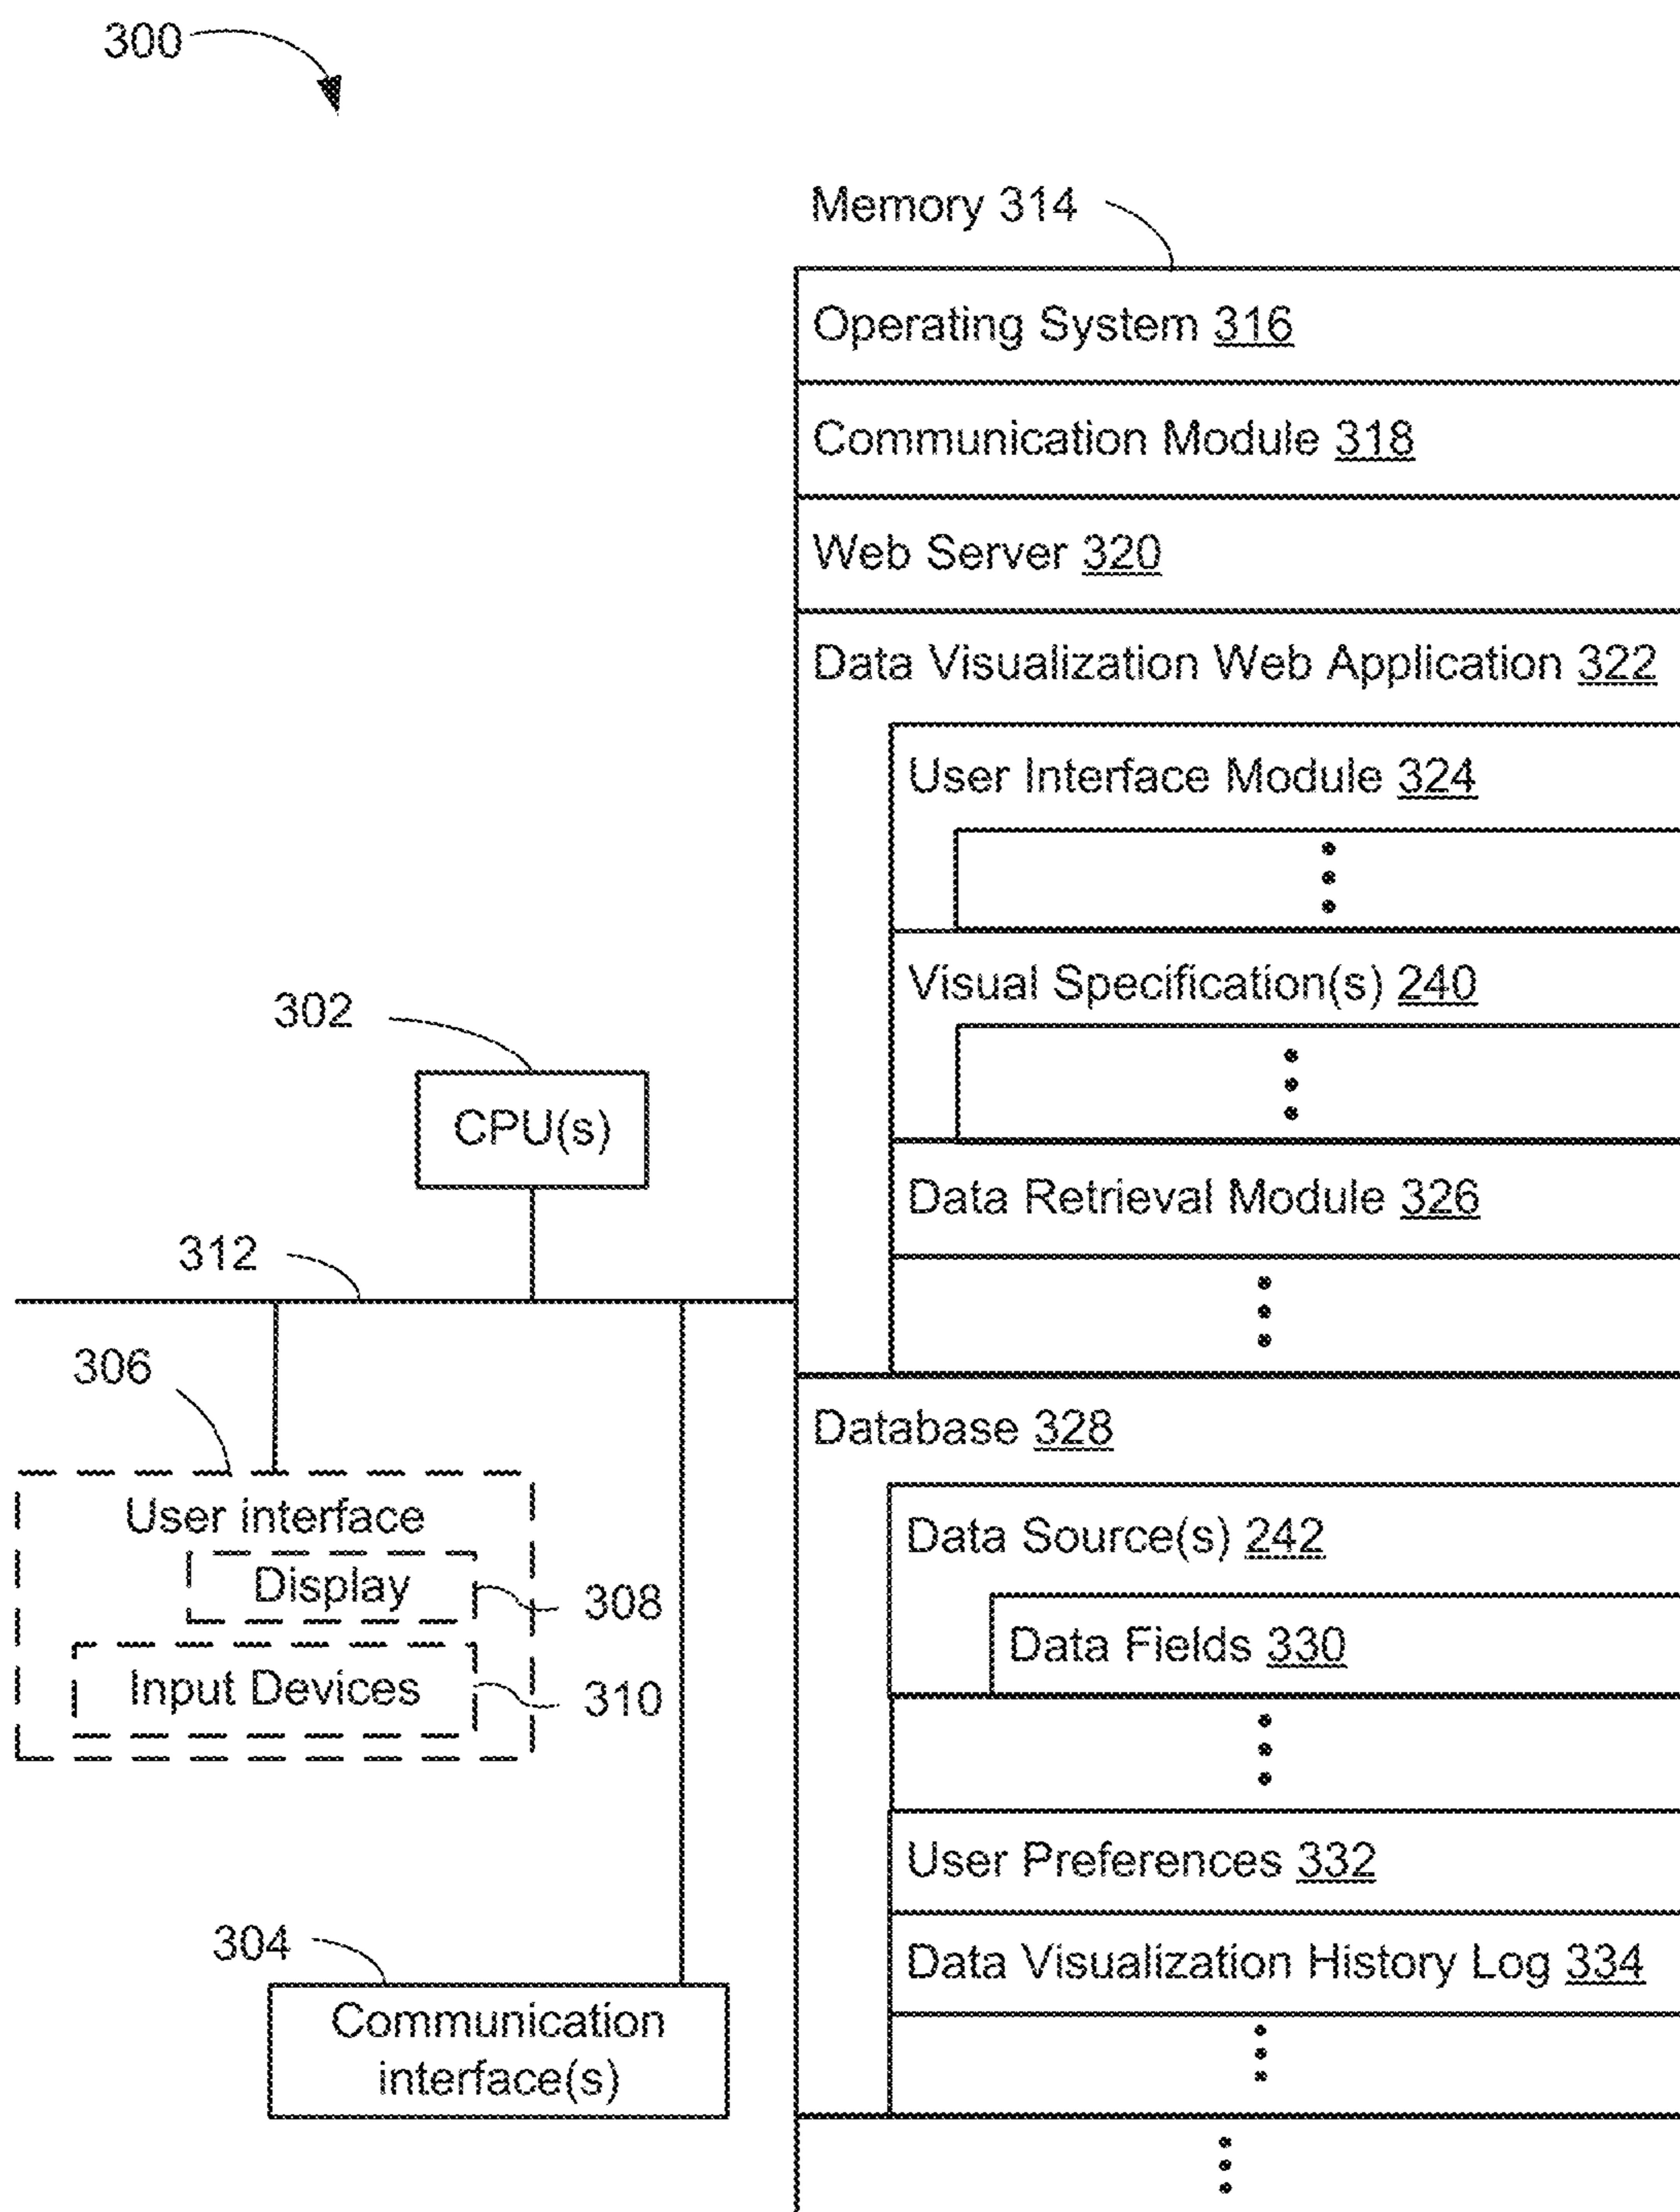 300
Memory 314
Operating System 316
Communication Module 318
Web Server 320
Data Visualization Web Application 322
User Interface Module 324
Visual Specification(s) 240
302
CPU(s)
Data Retrieval Module 326
312
306
Database 328
User interface
Data Source(s) 242
Display
308
Data Fields 330
Input Devices
310
User Preferences 332
304
Data Visualization History Log 334
Communication
interface(s)